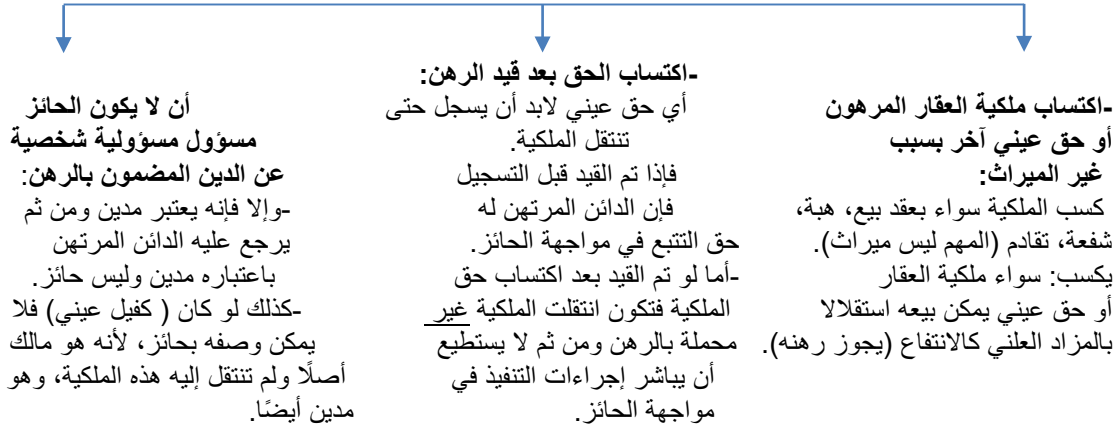 -اكتساب ملكية العقار المرهون
أو حق عيني آخر بسبب
غير الميراث:
كسب الملكية سواء بعقد بيع، هبة،
شفعة، تقادم (المهم ليس ميراث).
يكسب: سواء ملكية العقار
أو حق عيني يمكن بيعه استقلالا
بالمزاد العلني كالانتفاع (يجوز رهنه).
-اكتساب الحق بعد قيد الرهن:
أي حق عيني لابد أن يسجل حتى
تنتقل الملكية.
فإذا تم القيد قبل التسجيل
فإن الدائن المرتهن له
حق التتبع في مواجهة الحائز.
-أما لو تم القيد بعد اكتساب حق
الملكية فتكون انتقلت الملكية غير
محملة بالرهن ومن ثم لا يستطيع
أن يباشر إجراءات التنفيذ في
مواجهة الحائز.
أن لا يكون الحائز
مسؤول مسؤولية شخصية
عن الدين المضمون بالرهن:
-وإلا فإنه يعتبر مدين ومن ثم
يرجع عليه الدائن المرتهن
باعتباره مدين وليس حائز.
-كذلك لو كان ( كفيل عيني) فلا
يمكن وصفه بحائز، لأنه هو مالك
أصلًا ولم تنتقل إليه هذه الملكية، وهو
مدين أيضًا.